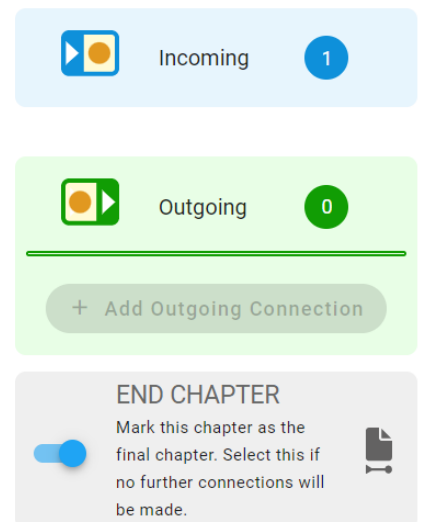 Incoming 1
Outgoing 0
+ Add Outgoing Connection
END CHAPTER
Mark this chapter as the
final chapter. Select this if
no further connections will
be made.